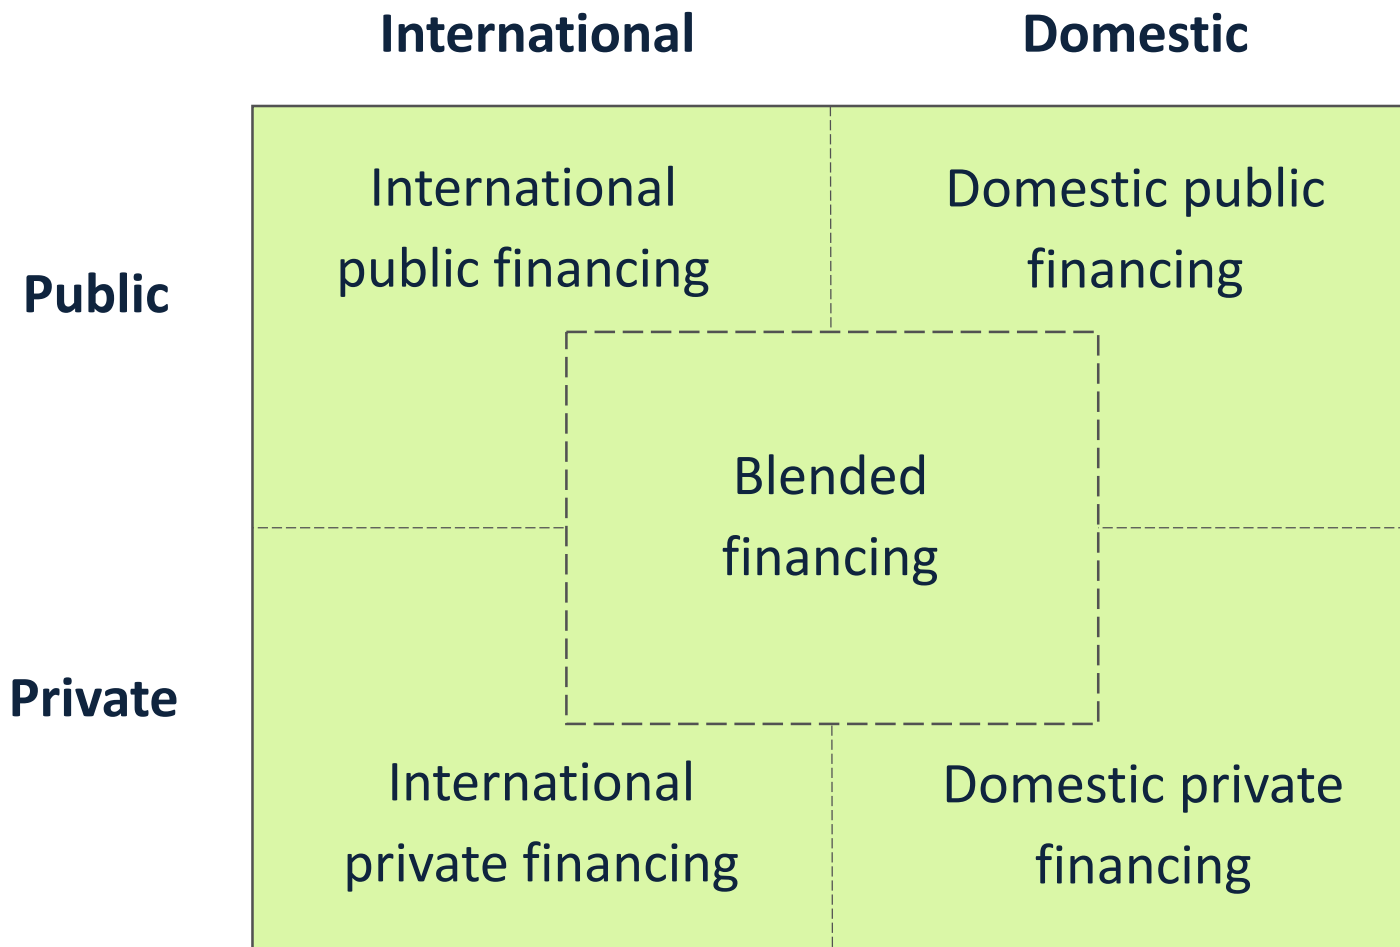 International
Domestic
Public
International
public financing
Domestic public
financing
Blended
financing
Private
International
private financing
Domestic private
financing